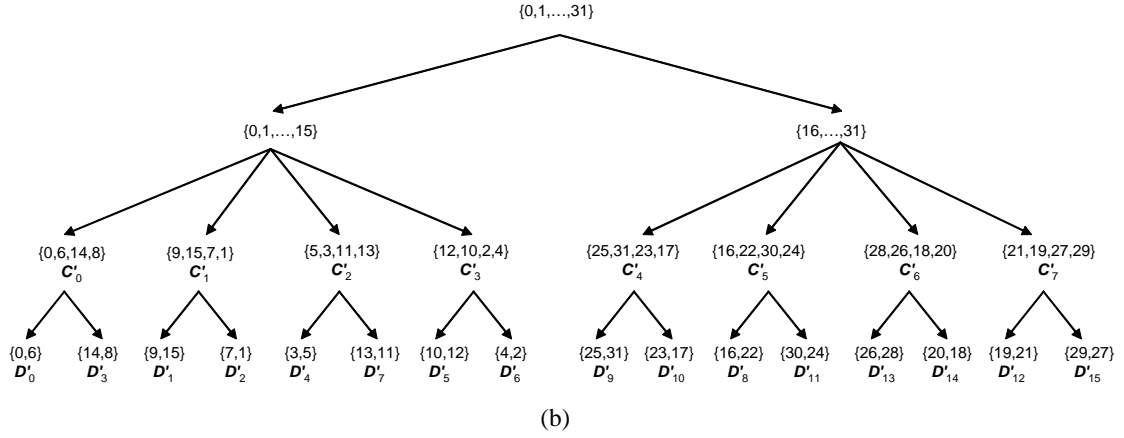 {0,1,…,31}
{0,1,…,15} {16,…,31}
{0,6,14,8} {9,15,7,1} {5,3,11,13} {12,10,2,4} {25,31,23,17} {16,22,30,24} {28,26,18,20} {21,19,27,29}
C'0 C'1 C'2 C'3 C'4 C'5 C'6 C'7
{0,6} {14,8} {9,15} {7,1} {3,5} {13,11} {10,12} {4,2} {25,31} {23,17} {16,22} {30,24} {26,28} {20,18} {19,21} {29,27}
D'0 D'3 D'1 D'2 D'4 D'7 D'5 D'6 D'9 D'10 D'8 D'11 D'13 D'14 D'12 D'15
(b)